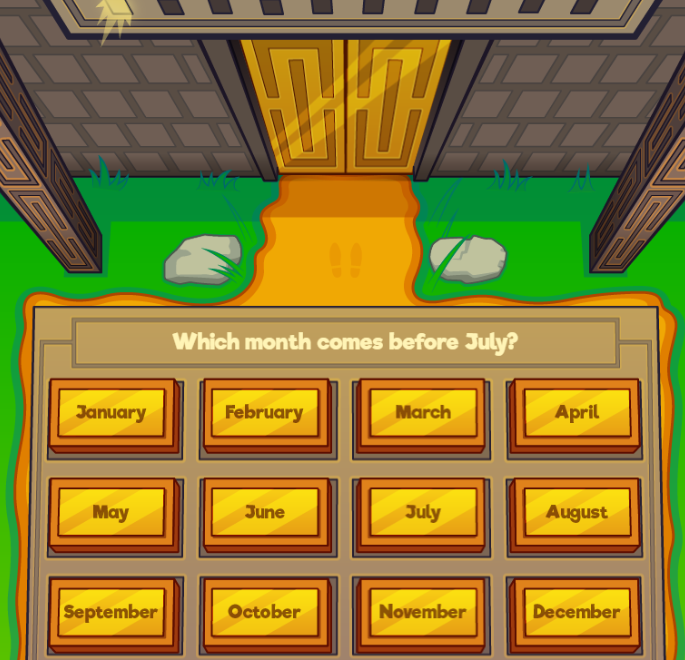 Which month comes before July?
January February March April
May June July August
September October November December